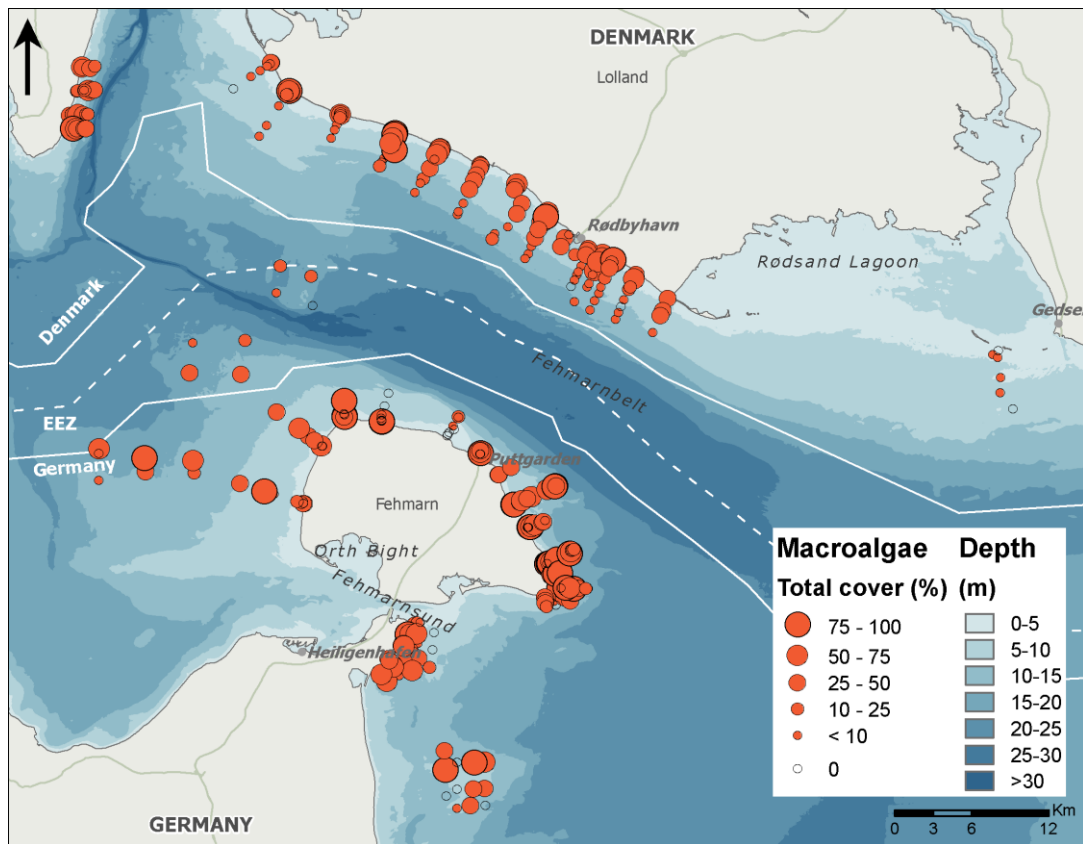 DENMARK
Lolland
Rødbyhavn
Rødsand Lagoon
Gedser
Denmark
Fehmarnbelt
EEZ
Germany
Puttgarden
Fehmarn
Orth Bight
Fehmarnsund
Heiligenhafen
GERMANY
Macroalgae
Total cover (%)
75 - 100
50 - 75
25 - 50
10 - 25
< 10
0
Depth
(m)
0-5
5-10
10-15
15-20
20-25
25-30
>30
Km
0 3 6 12